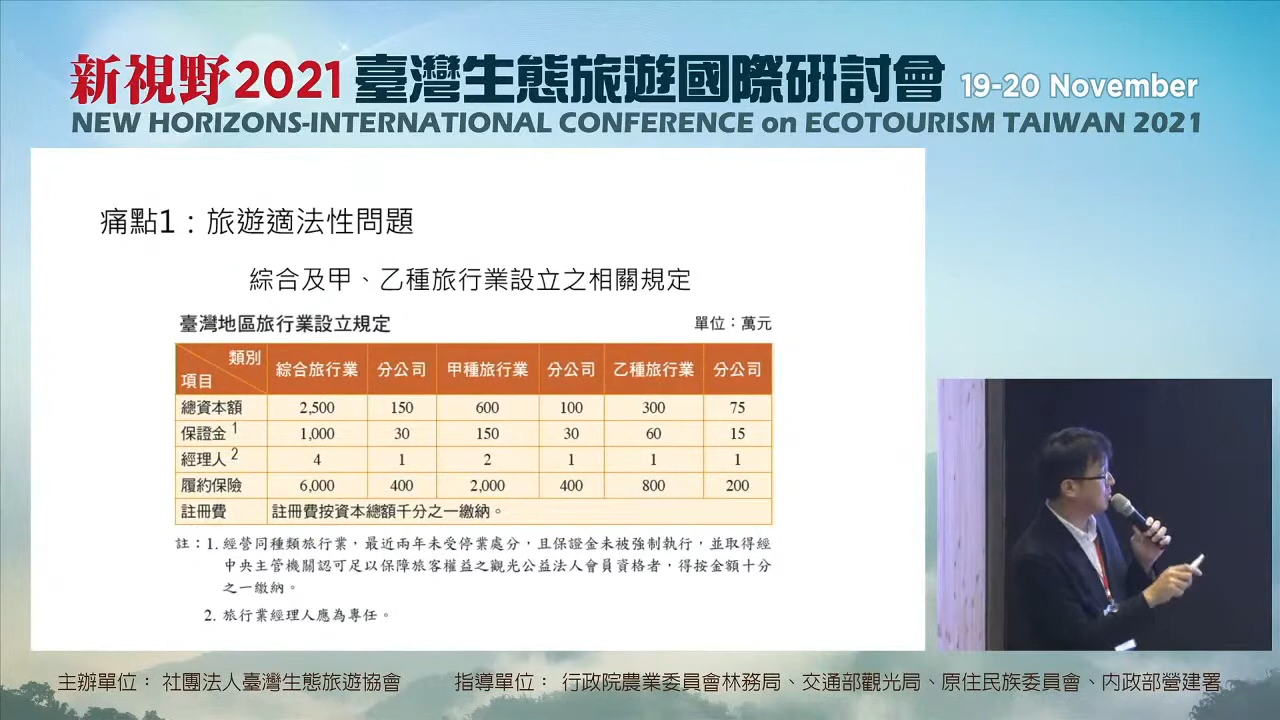 新視野2021臺灣生態旅遊國際研討會 19-20 November
NEW HORIZONS-INTERNATIONAL CONFERENCE on ECOTOURISM TAIWAN 2021
痛點1：旅遊適法性問題
綜合及甲、乙種旅行業設立之相關規定
臺灣地區旅行業設立規定 單位：萬元
類別 項目 綜合旅行業 分公司 甲種旅行業 分公司 乙種旅行業 分公司
總資本額 2,500 150 600 100 300 75
保證金1 1,000 30 150 30 60 15
經理人2 4 1 2 1 1 1
履約保險 6,000 400 2,000 400 800 200
註冊費 註冊費按資本總額千分之一繳納。
註：1. 經營同種類旅行業，最近兩年未受停業處分，且保證金未被強制執行，並取得經
中央主管機關認可足以保障旅客權益之觀光公益法人會員資格者，得按金額十分
之一繳納。
2. 旅行業經理人應為專任。
主辦單位： 社團法人臺灣生態旅遊協會 指導單位： 行政院農業委員會林務局、交通部觀光局、原住民族委員會、內政部營建署